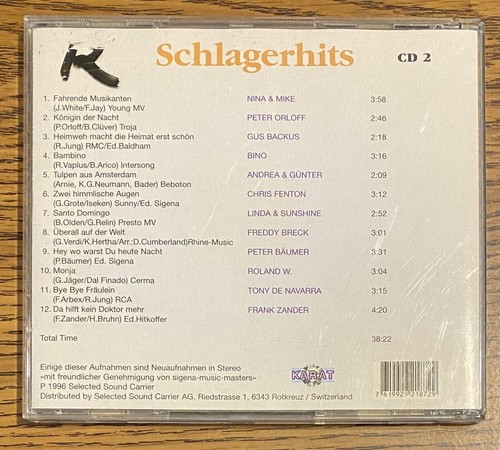 K
Schlagerhits
CD 2
1. Fahrende Musikanten NINA & MIKE 3:58
(J.White/F.Jay) Young MV
2. Königin der Nacht PETER ORLOFF 2:46
(P.Orloff/B.Clüver) Troja
3. Heimweh macht die Heimat erst schön GUS BACKUS 2:18
(R.Jung) RMC/Ed.Baldham
4. Bambino BINO 3:16
(R.Vaplus/B.Arico) Intersong
5. Tulpen aus Amsterdam ANDREA & GÜNTER 2:09
(Arnie, K.G.Neumann, Bader) Beboton
6. Zwei himmlische Augen CHRIS FENTON 3:12
(G.Grote/Iseken) Sunny/Ed. Sigena
7. Santo Domingo LINDA & SUNSHINE 2:52
(B.Olden/G.Relin) Presto MV
8. Überall auf der Welt FREDDY BRECK 3:01
(G.Verdi/K.Hertha/Arr.:D.Cumberland)Rhine-Music
9. Hey wo warst Du heute Nacht PETER BÄUMER 3:31
(P.Bäumer) Ed. Sigena
10. Monja ROLAND W. 3:04
(G.Jäger/Dal Finado) Cerma
11. Bye Bye Fräulein TONY DE NAVARRA 3:15
(F.Arbex/R.Jung) RCA
12. Da hilft kein Doktor mehr FRANK ZANDER 4:20
(F.Zander/H.Bruhn) Ed.Hitkoffer
Total Time 38:22
Einige dieser Aufnahmen sind Neuaufnahmen in Stereo
«mit freundlicher Genehmigung von sigena-music-masters»
P 1996 Selected Sound Carrier
Distributed by Selected Sound Carrier AG, Riedstrasse 1, 6343 Rotkreuz / Switzerland
KARAT
7 619929 218729